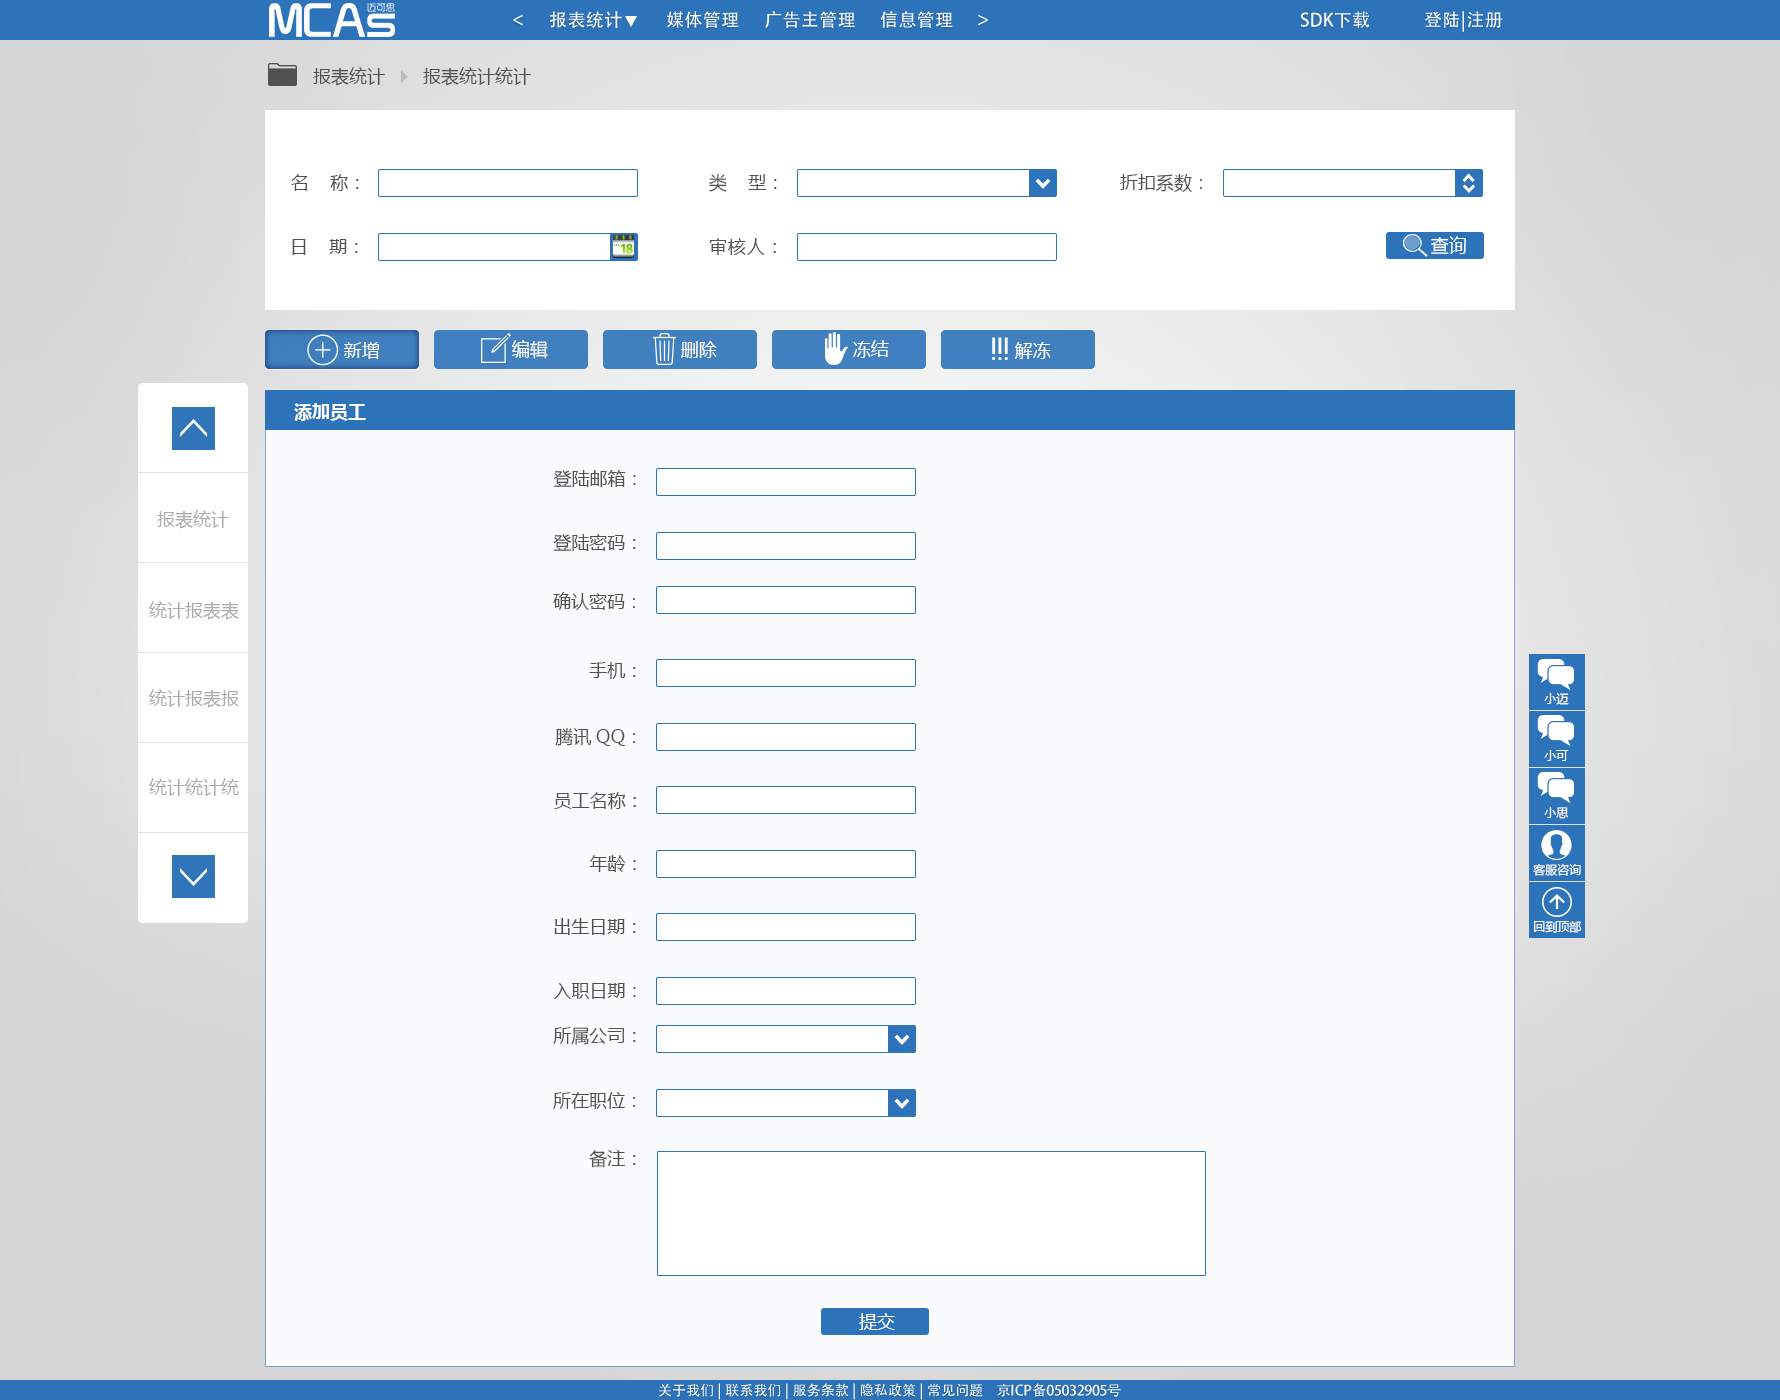 MCAs 迈可思 < 报表统计▼ 媒体管理 广告主管理 信息管理 > SDK下载 登陆|注册
报表统计 报表统计统计
名 称： 类 型： 折扣系数：
日 期： 18 审核人： 查询
新增 编辑 删除 冻结 !!! 解冻
添加员工
报表统计
统计报表表
统计报表报
统计统计统
登陆邮箱：
登陆密码：
确认密码：
手机：
腾讯 QQ：
员工名称：
年龄：
出生日期：
入职日期：
所属公司：
所在职位：
备注：
提交
小迈
小可
小思
客服咨询
回到顶部
关于我们 | 联系我们 | 服务条款 | 隐私政策 | 常见问题 京ICP备05032905号